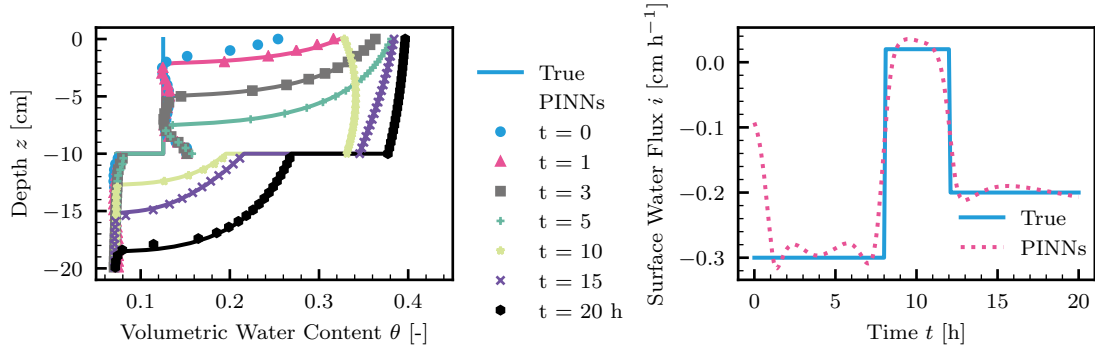 0
−5
−10
−15
−20
Depth z [cm]
0.1
0.2
0.3
0.4
Volumetric Water Content θ [-]
True
PINNs
t = 0
t = 1
t = 3
t = 5
t = 10
t = 15
t = 20 h
0.0
−0.1
−0.2
−0.3
Surface Water Flux i [cm h⁻¹]
True
PINNs
0
5
10
15
20
Time t [h]